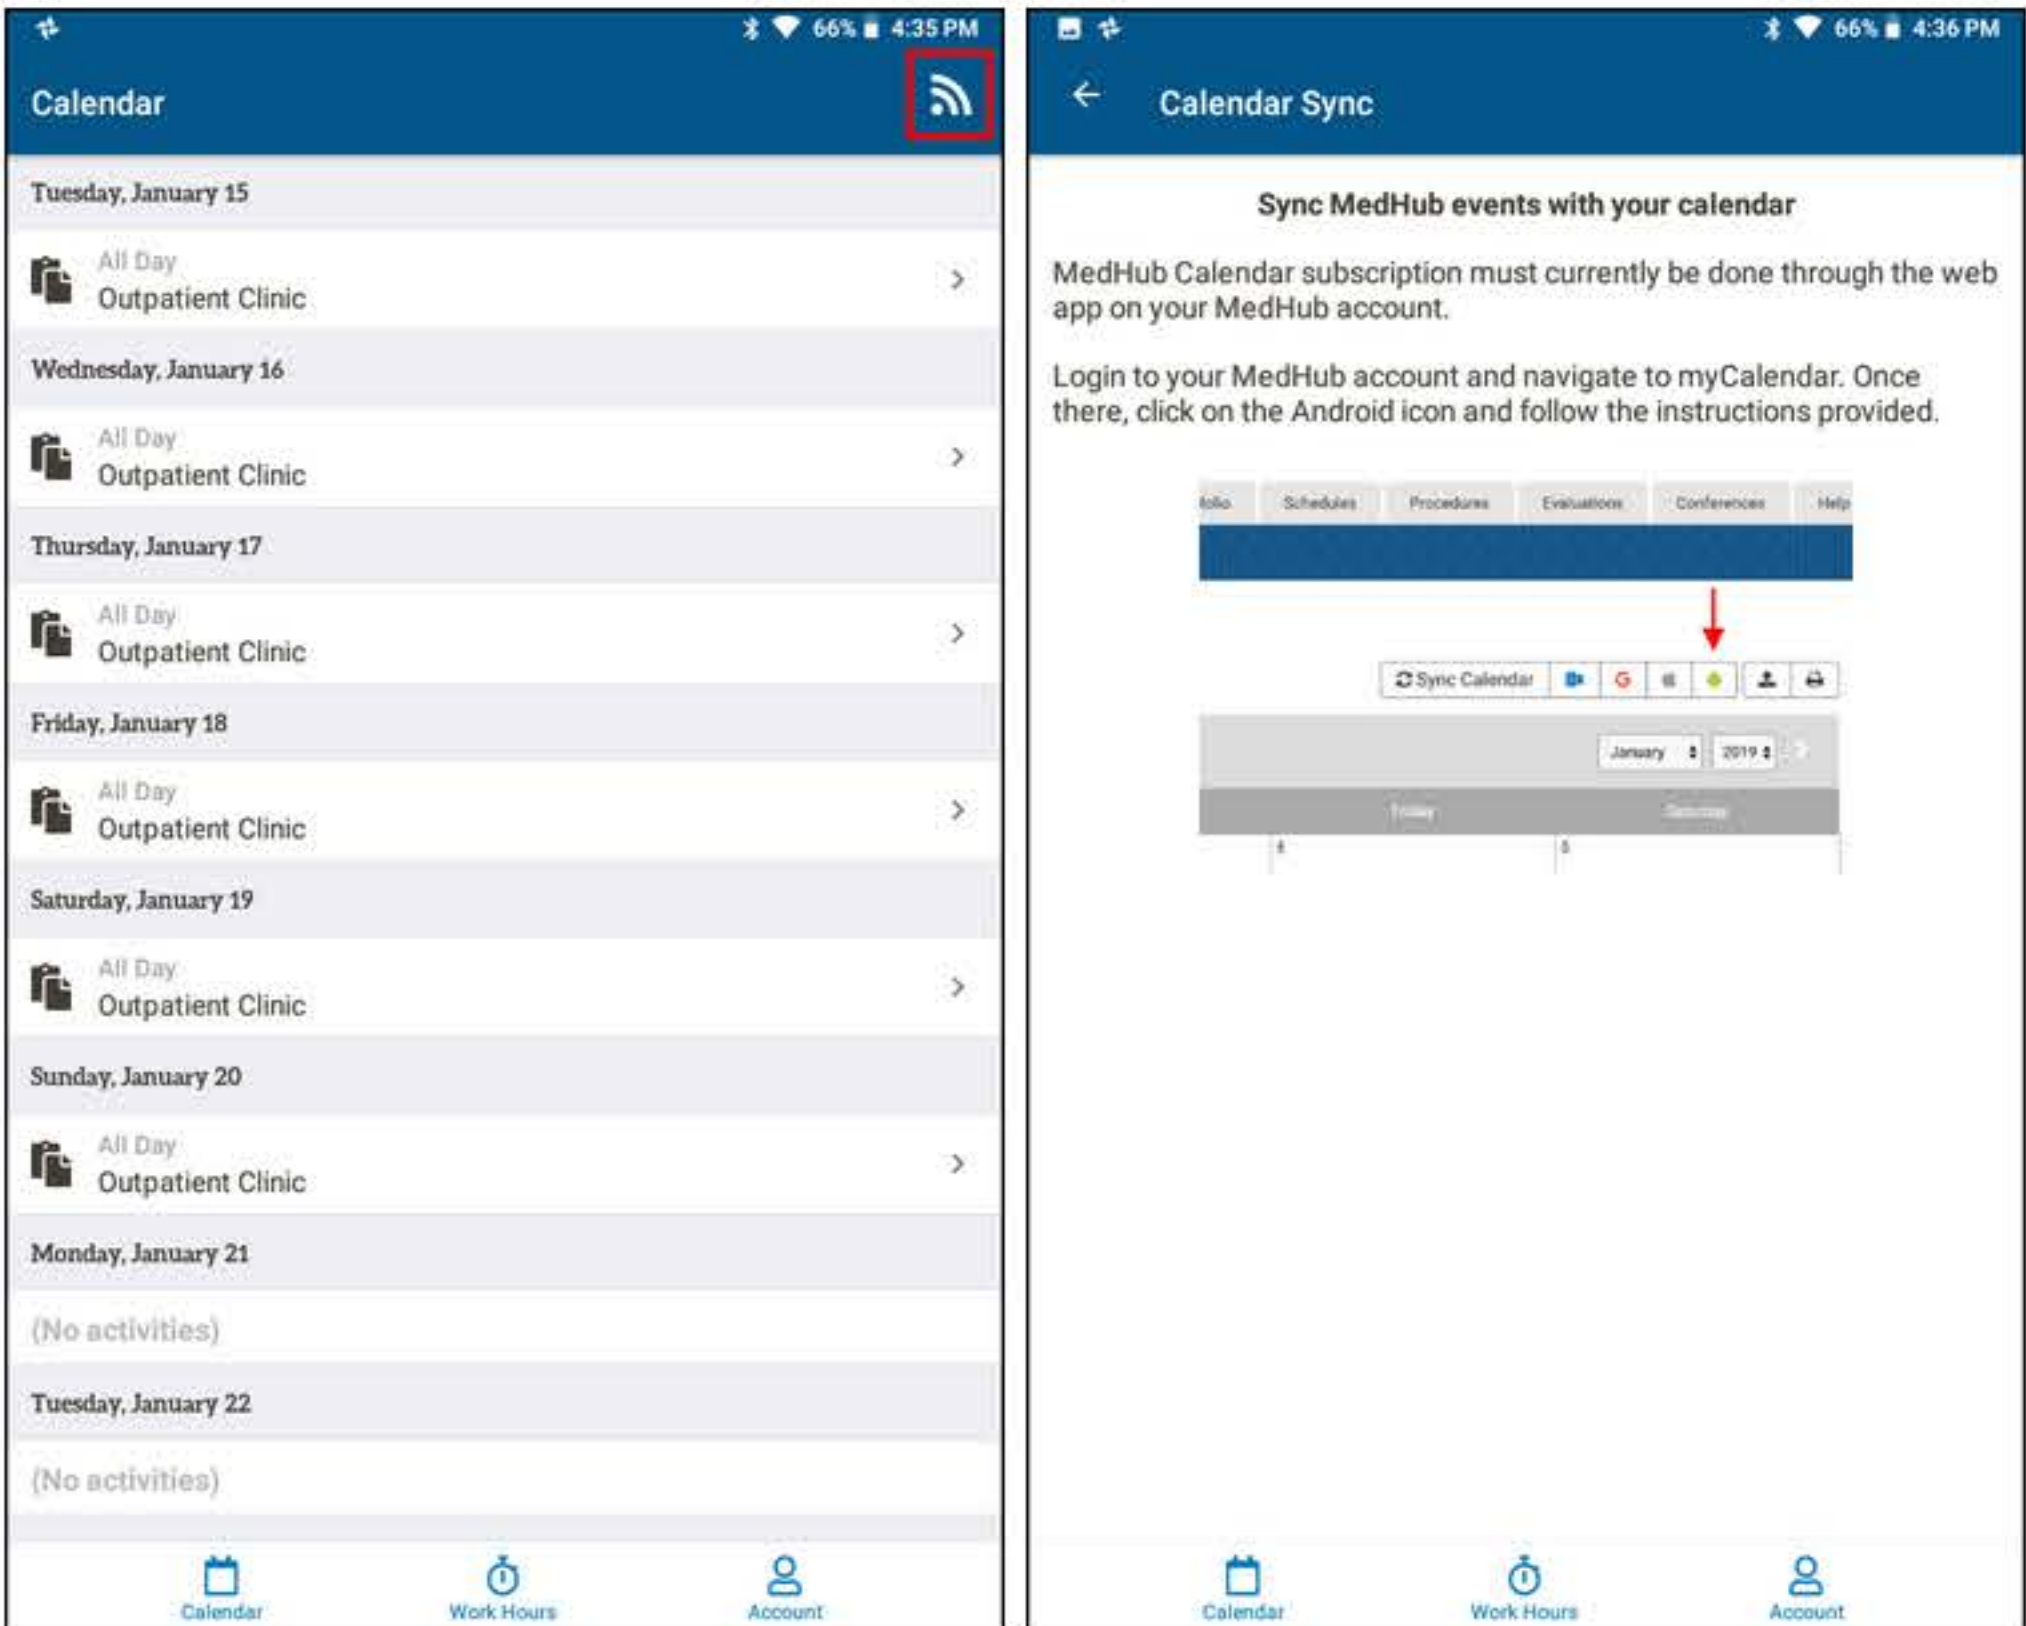 66% 4:35 PM
Calendar
Tuesday, January 15
All Day
Outpatient Clinic
Wednesday, January 16
All Day
Outpatient Clinic
Thursday, January 17
All Day
Outpatient Clinic
Friday, January 18
All Day
Outpatient Clinic
Saturday, January 19
All Day
Outpatient Clinic
Sunday, January 20
All Day
Outpatient Clinic
Monday, January 21
(No activities)
Tuesday, January 22
(No activities)
Calendar Work Hours Account
66% 4:36 PM
Calendar Sync
Sync MedHub events with your calendar
MedHub Calendar subscription must currently be done through the web
app on your MedHub account.
Login to your MedHub account and navigate to myCalendar. Once
there, click on the Android icon and follow the instructions provided.
folio Schedules Procedures Evaluations Conferences Help
Sync Calendar G
January 2019
Friday Saturday
4 5
Calendar Work Hours Account